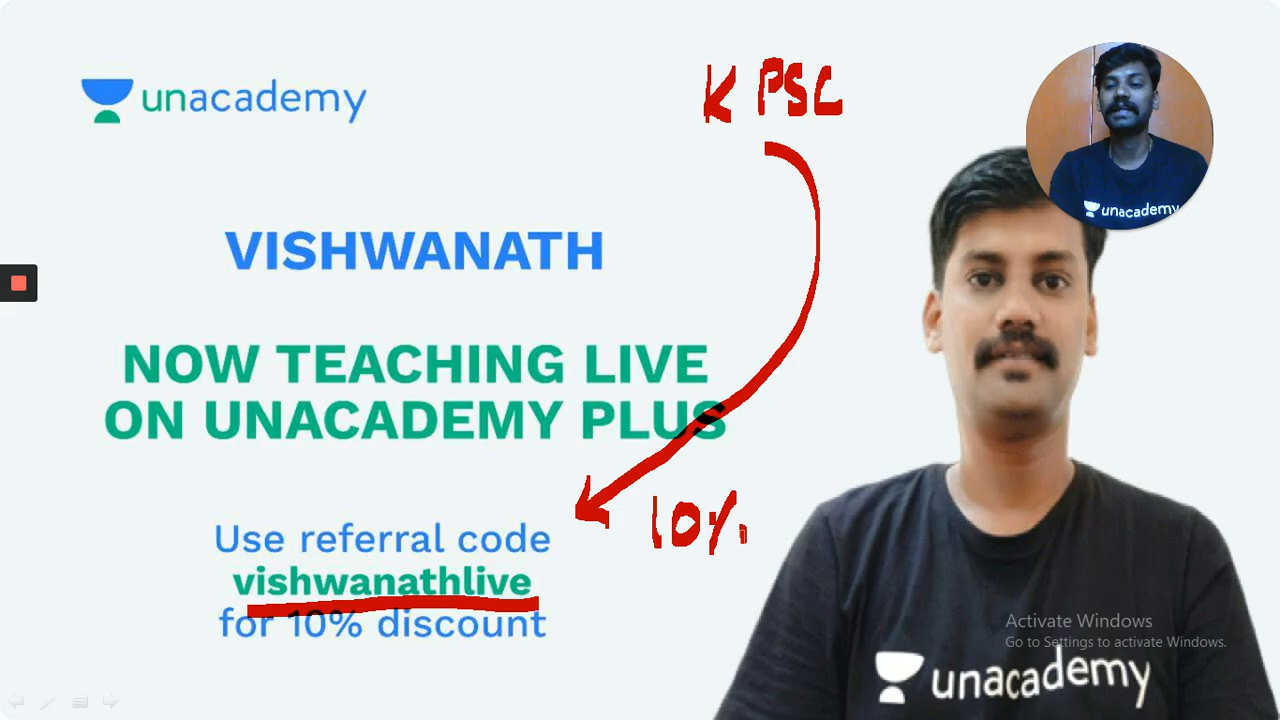 unacademy
K PSC
unacademy
VISHWANATH
NOW TEACHING LIVE
ON UNACADEMY PLUS
Use referral code
10%
vishwanathlive
for 10% discount
Activate Windows
Go to Settings to activate Windows.
unacademy